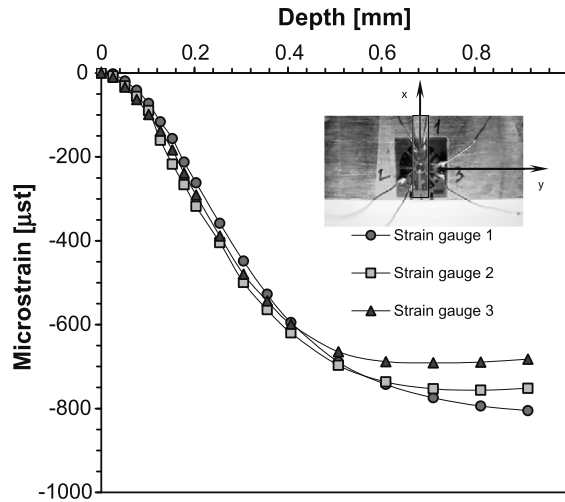 Depth [mm]
0 0.2 0.4 0.6 0.8
0
-200
-400
-600
-800
-1000
Microstrain [µst]
x
1
2
3
y
Strain gauge 1
Strain gauge 2
Strain gauge 3